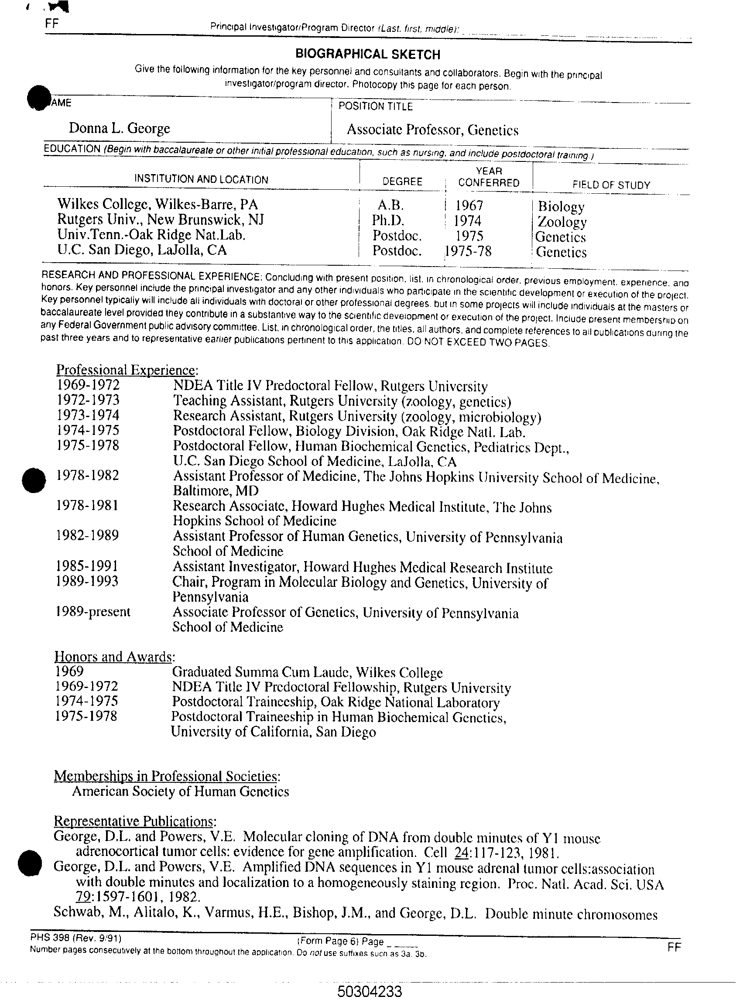 FF
Principal Investigator/Program Director (Last, first, middle):
BIOGRAPHICAL SKETCH
Give the following information for the key personnel and consultants and collaborators. Begin with the principal
investigator/program director. Photocopy this page for each person.
AME
POSITION TITLE
Donna L. George
Associate Professor, Genetics
EDUCATION (Begin with baccalaureate or other initial professional education, such as nursing, and include postdoctoral training.)
INSTITUTION AND LOCATION DEGREE YEAR CONFERRED FIELD OF STUDY
Wilkes College, Wilkes-Barre, PA A.B. 1967 Biology
Rutgers Univ., New Brunswick, NJ Ph.D. 1974 Zoology
Univ.Tenn.-Oak Ridge Nat.Lab. Postdoc. 1975 Genetics
U.C. San Diego, LaJolla, CA Postdoc. 1975-78 Genetics
RESEARCH AND PROFESSIONAL EXPERIENCE: Concluding with present position, list, in chronological order, previous employment, experience, and
honors. Key personnel include the principal investigator and any other individuals who participate in the scientific development or execution of the project.
Key personnel typically will include all individuals with doctoral or other professional degrees, but in some projects will include individuals at the masters or
baccalaureate level provided they contribute in a substantive way to the scientific development or execution of the project. Include present membership on
any Federal Government public advisory committee. List, in chronological order, the titles, all authors, and complete references to all publications during the
past three years and to representative earlier publications pertinent to this application. DO NOT EXCEED TWO PAGES.
Professional Experience:
1969-1972 NDEA Title IV Predoctoral Fellow, Rutgers University
1972-1973 Teaching Assistant, Rutgers University (zoology, genetics)
1973-1974 Research Assistant, Rutgers University (zoology, microbiology)
1974-1975 Postdoctoral Fellow, Biology Division, Oak Ridge Natl. Lab.
1975-1978 Postdoctoral Fellow, Human Biochemical Genetics, Pediatrics Dept.,
U.C. San Diego School of Medicine, LaJolla, CA
1978-1982 Assistant Professor of Medicine, The Johns Hopkins University School of Medicine,
Baltimore, MD
1978-1981 Research Associate, Howard Hughes Medical Institute, The Johns
Hopkins School of Medicine
1982-1989 Assistant Professor of Human Genetics, University of Pennsylvania
School of Medicine
1985-1991 Assistant Investigator, Howard Hughes Medical Research Institute
1989-1993 Chair, Program in Molecular Biology and Genetics, University of
Pennsylvania
1989-present Associate Professor of Genetics, University of Pennsylvania
School of Medicine
Honors and Awards:
1969 Graduated Summa Cum Laude, Wilkes College
1969-1972 NDEA Title IV Predoctoral Fellowship, Rutgers University
1974-1975 Postdoctoral Traineeship, Oak Ridge National Laboratory
1975-1978 Postdoctoral Traineeship in Human Biochemical Genetics,
University of California, San Diego
Memberships in Professional Societies:
American Society of Human Genetics
Representative Publications:
George, D.L. and Powers, V.E. Molecular cloning of DNA from double minutes of Y1 mouse
adrenocortical tumor cells: evidence for gene amplification. Cell 24:117-123, 1981.
George, D.L. and Powers, V.E. Amplified DNA sequences in Y1 mouse adrenal tumor cells:association
with double minutes and localization to a homogeneously staining region. Proc. Natl. Acad. Sci. USA
79:1597-1601, 1982.
Schwab, M., Alitalo, K., Varmus, H.E., Bishop, J.M., and George, D.L. Double minute chromosomes
PHS 398 (Rev. 9/91) (Form Page 6) Page ____ FF
Number pages consecutively at the bottom throughout the application. Do not use suffixes such as 3a, 3b.
50304233